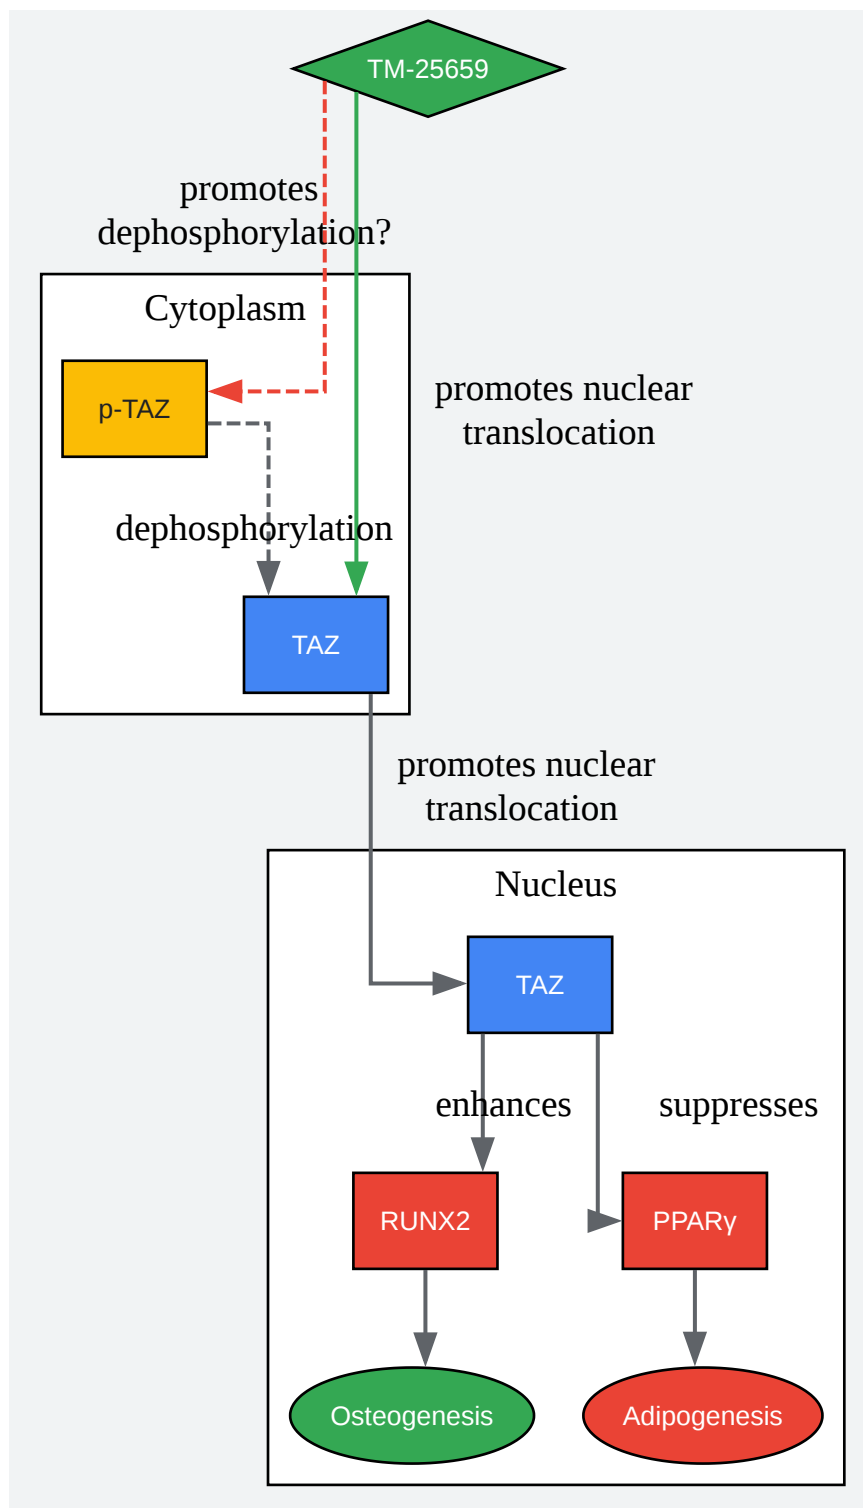 TM-25659
promotes
dephosphorylation?
Cytoplasm
p-TAZ
promotes nuclear
translocation
dephosphorylation
TAZ
promotes nuclear
translocation
Nucleus
TAZ
enhances
suppresses
RUNX2
PPARγ
Osteogenesis
Adipogenesis